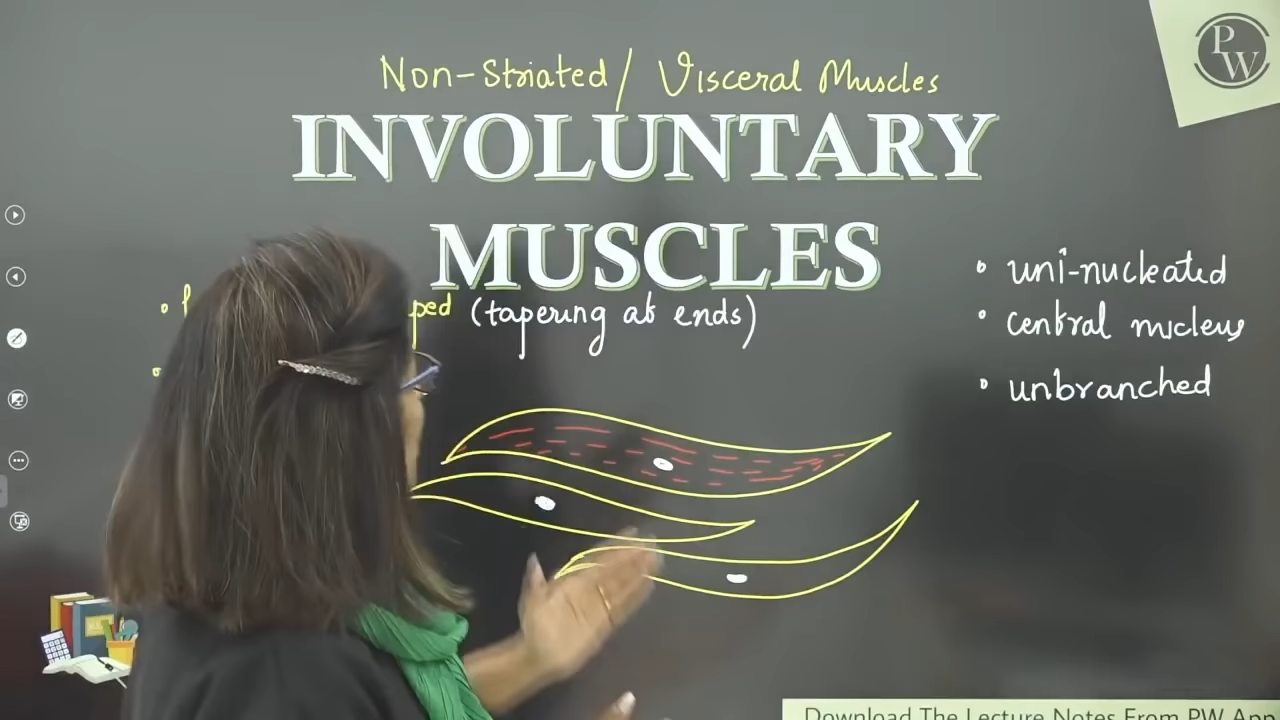 PW
Non-Striated / Visceral Muscles
INVOLUNTARY
MUSCLES
ped (tapering at ends)
• uni-nucleated
• central nucleus
• unbranched
Download The Lecture Notes From PW App